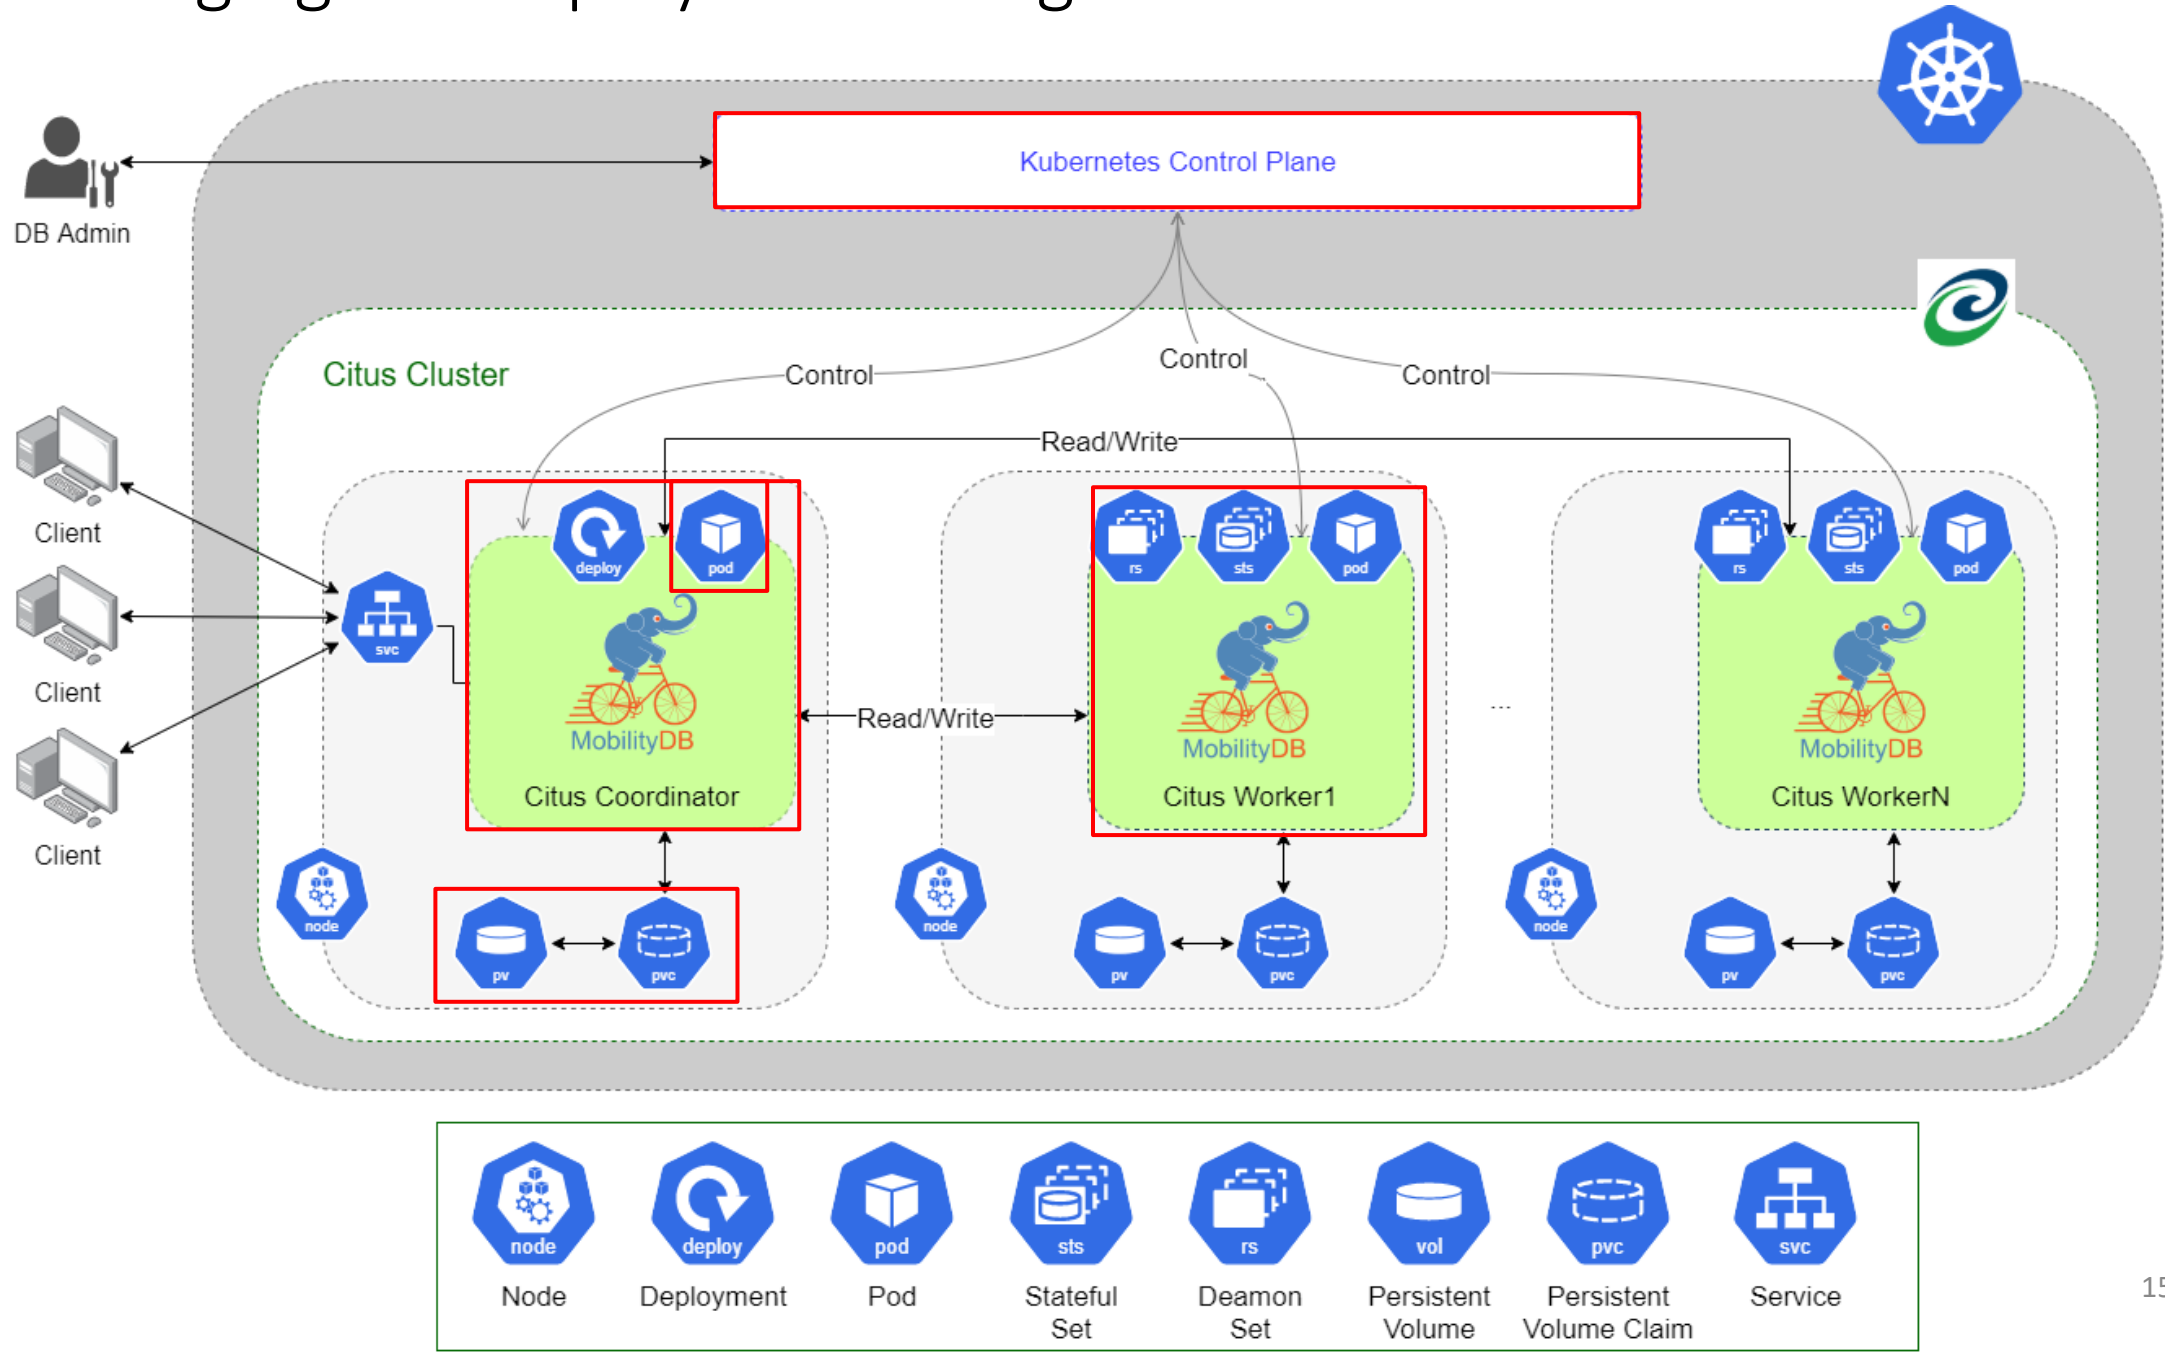 Kubernetes Control Plane
DB Admin
Citus Cluster
Control
Control
Control
Read/Write
Client
Client
Client
svc
deploy
pod
MobilityDB
Citus Coordinator
Read/Write
rs
sts
pod
MobilityDB
Citus Worker1
...
rs
sts
pod
MobilityDB
Citus WorkerN
node
pv
pvc
node
pv
pvc
node
pv
pvc
node
deploy
pod
sts
rs
vol
pvc
svc
Node
Deployment
Pod
Stateful
Set
Deamon
Set
Persistent
Volume
Persistent
Volume Claim
Service